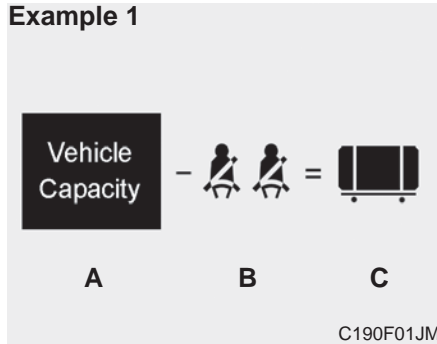 Example 1
Vehicle
Capacity
- =
A B C
C190F01JM